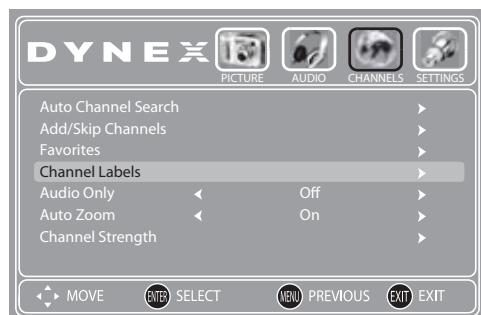 DYNEX
PICTURE AUDIO CHANNELS SETTINGS
Auto Channel Search
Add/Skip Channels
Favorites
Channel Labels
Audio Only Off
Auto Zoom On
Channel Strength
MOVE ENTER SELECT MENU PREVIOUS EXIT EXIT